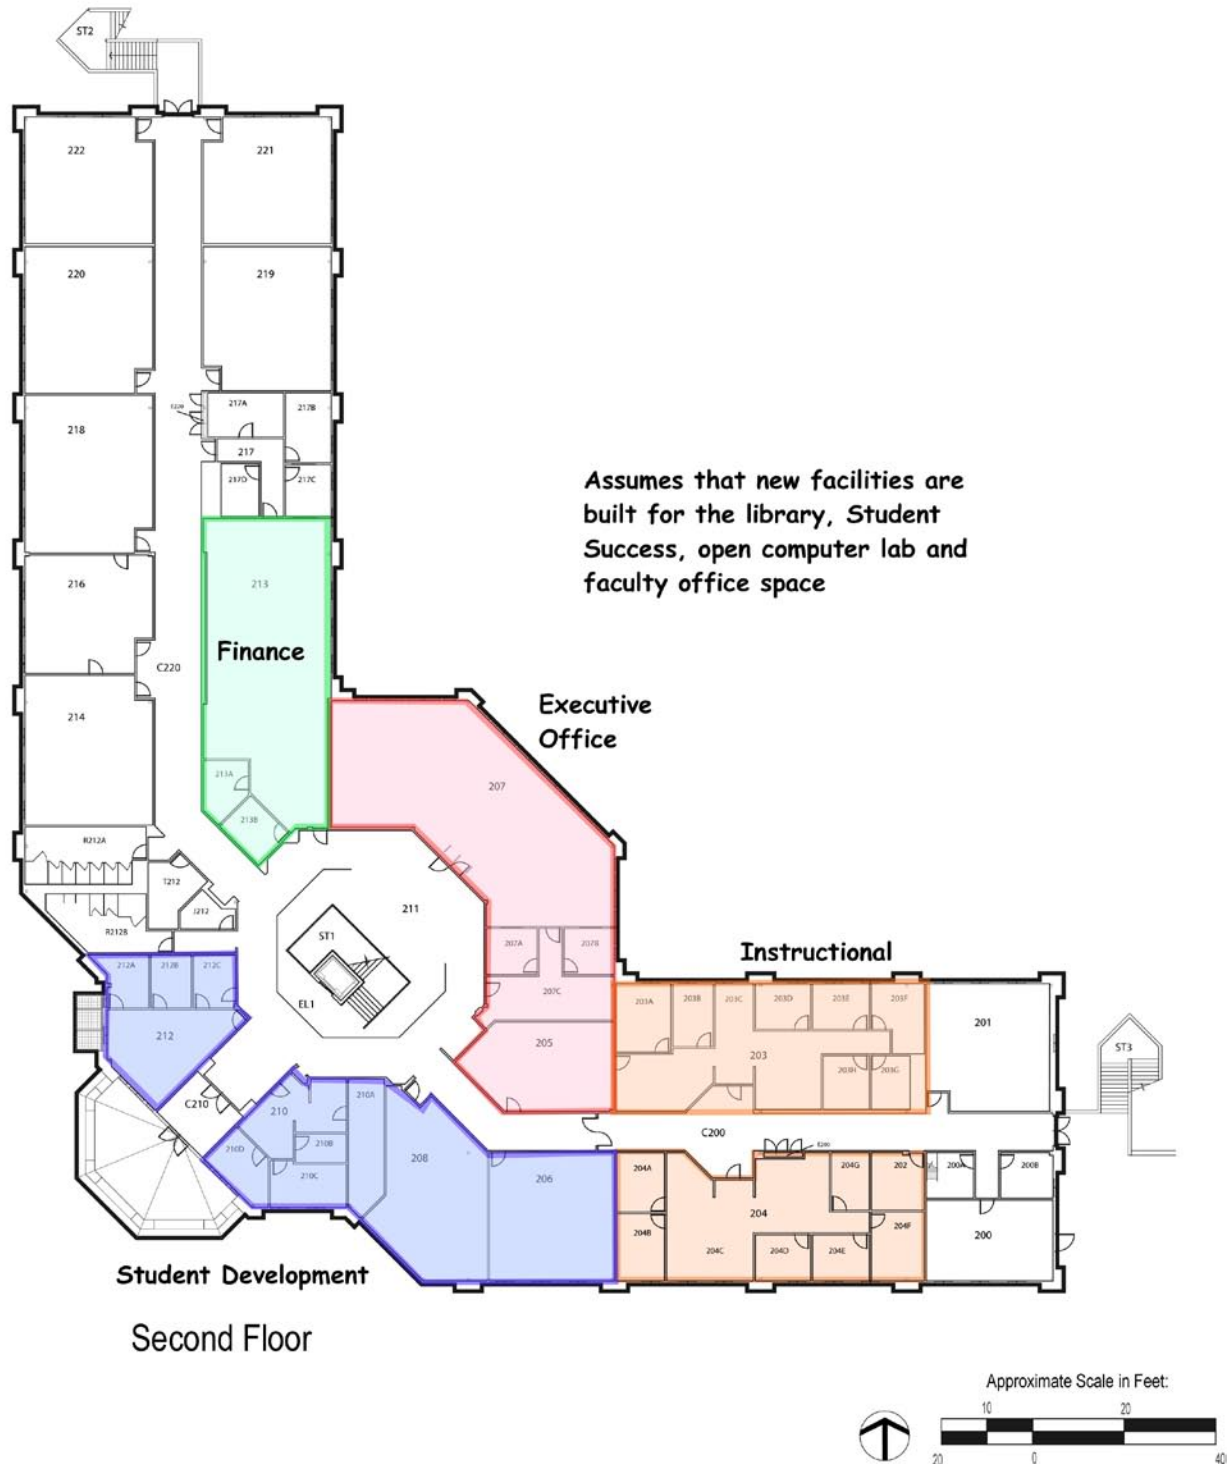 ST2
222
221
220
219
217A
217B
E220
218
217
217D
217C
Assumes that new facilities are
built for the library, Student
Success, open computer lab and
faculty office space
216
213
Finance
C220
Executive
Office
214
213A
207
213B
R212A
T212
J212
211
R212B
ST1
207A
207B
Instructional
212A
212B
212C
207C
EL1
203A
203B
203C
203D
203E
203F
201
212
205
203
ST3
203H
203G
C210
210
210A
C200
E200
210B
210D
210C
208
206
204A
204G
202
200A
200B
204
204B
204C
204D
204E
204F
200
Student Development
Second Floor
Approximate Scale in Feet:
10
20
20
0
40